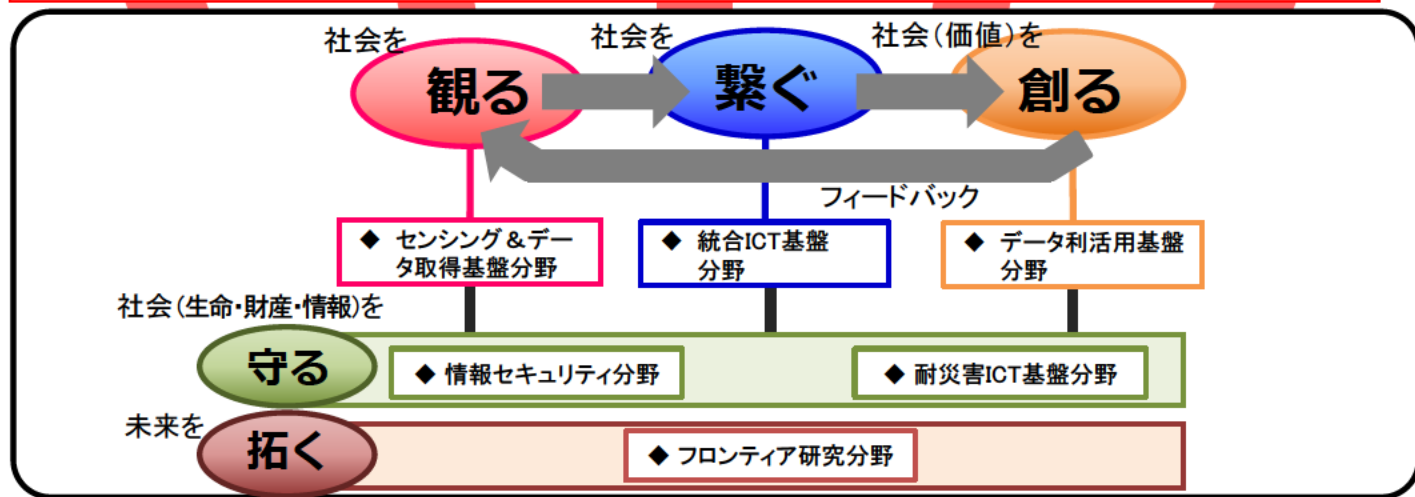 社会を
社会を
社会(価値)を
観る
繋ぐ
創る
フィードバック
◆ センシング&デー
タ取得基盤分野
◆ 統合ICT基盤
分野
◆ データ利活用基盤
分野
社会(生命・財産・情報)を
守る
◆ 情報セキュリティ分野
◆ 耐災害ICT基盤分野
未来を
拓く
◆ フロンティア研究分野